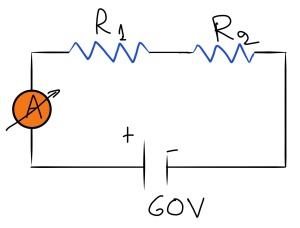 R1 R2
A
+ -
60V